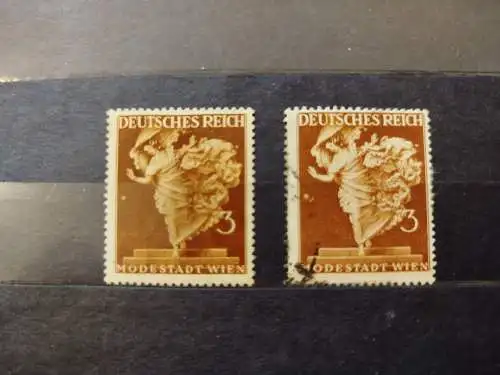 DEUTSCHES REICH
3
MODESTADT WIEN
DEUTSCHES REICH
3
MODESTADT WIEN